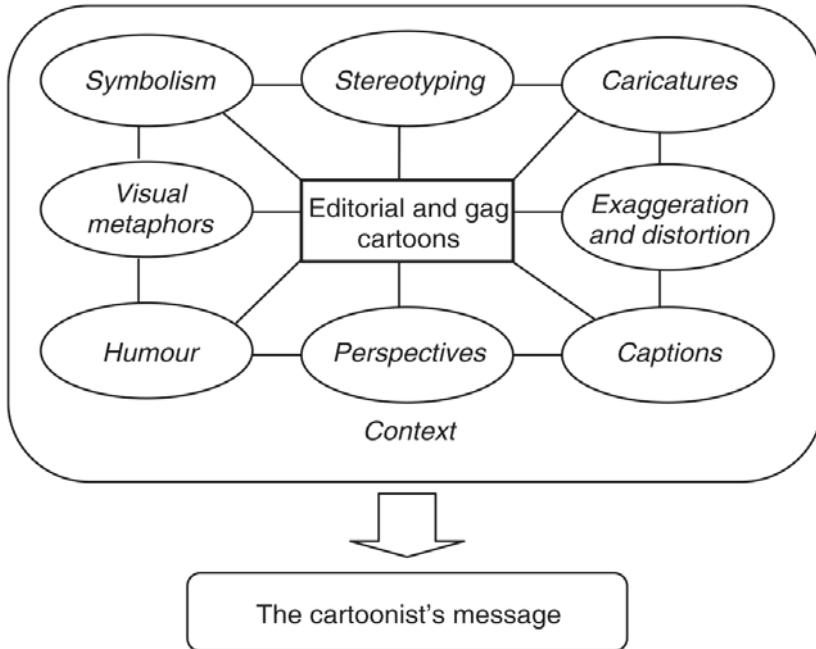 Symbolism
Stereotyping
Caricatures
Visual
metaphors
Editorial and gag
cartoons
Exaggeration
and distortion
Humour
Perspectives
Captions
Context
The cartoonist's message